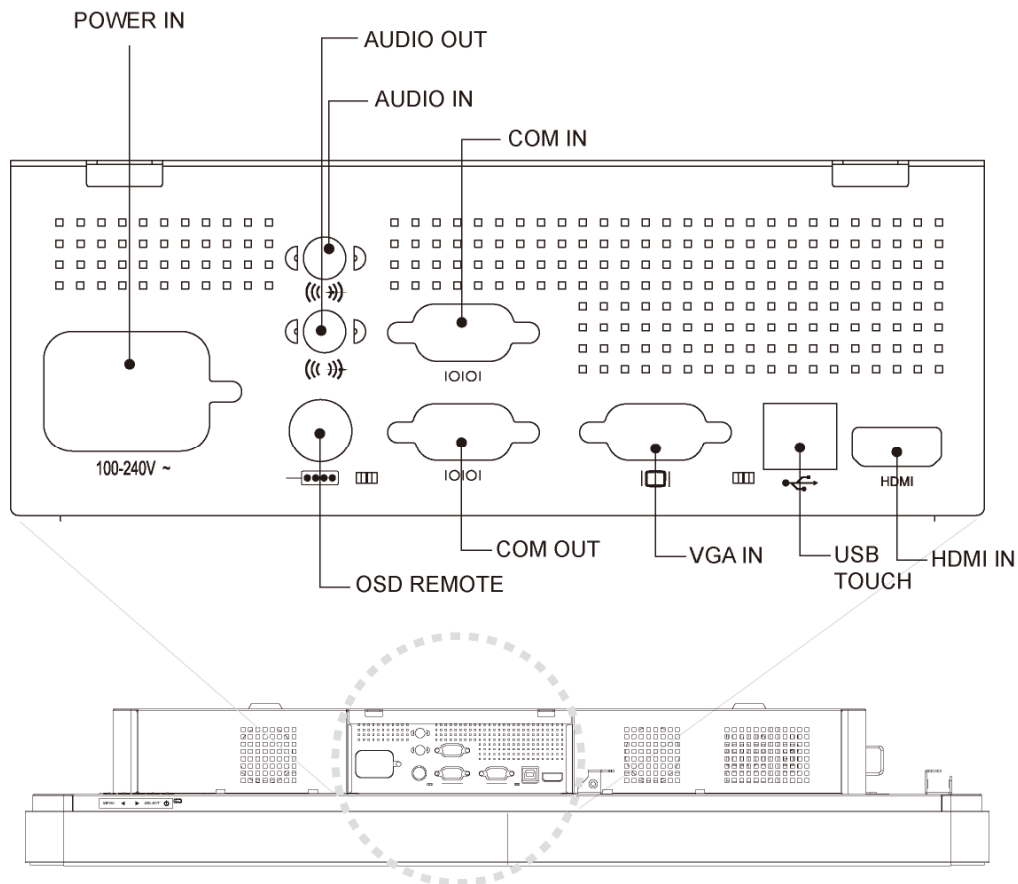 POWER IN
AUDIO OUT
AUDIO IN
COM IN
IOIOI
100-240V ~
IOIOI
HDMI
COM OUT
VGA IN
USB
TOUCH
HDMI IN
OSD REMOTE
MENU ◀ ▶ SELECT